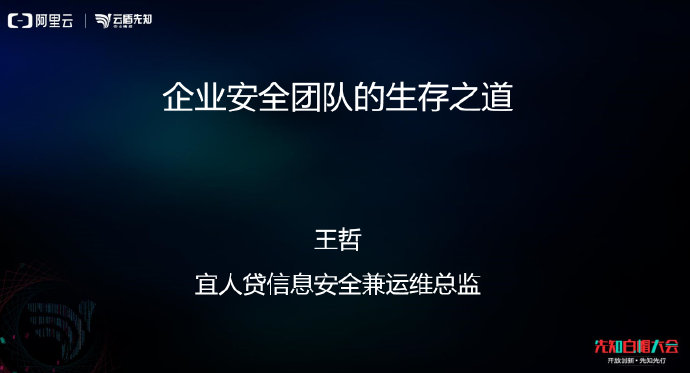 阿里云
云盾先知
企业安全团队的生存之道
王哲
宜人贷信息安全兼运维总监
先知白帽大会
开放创新·先知先行